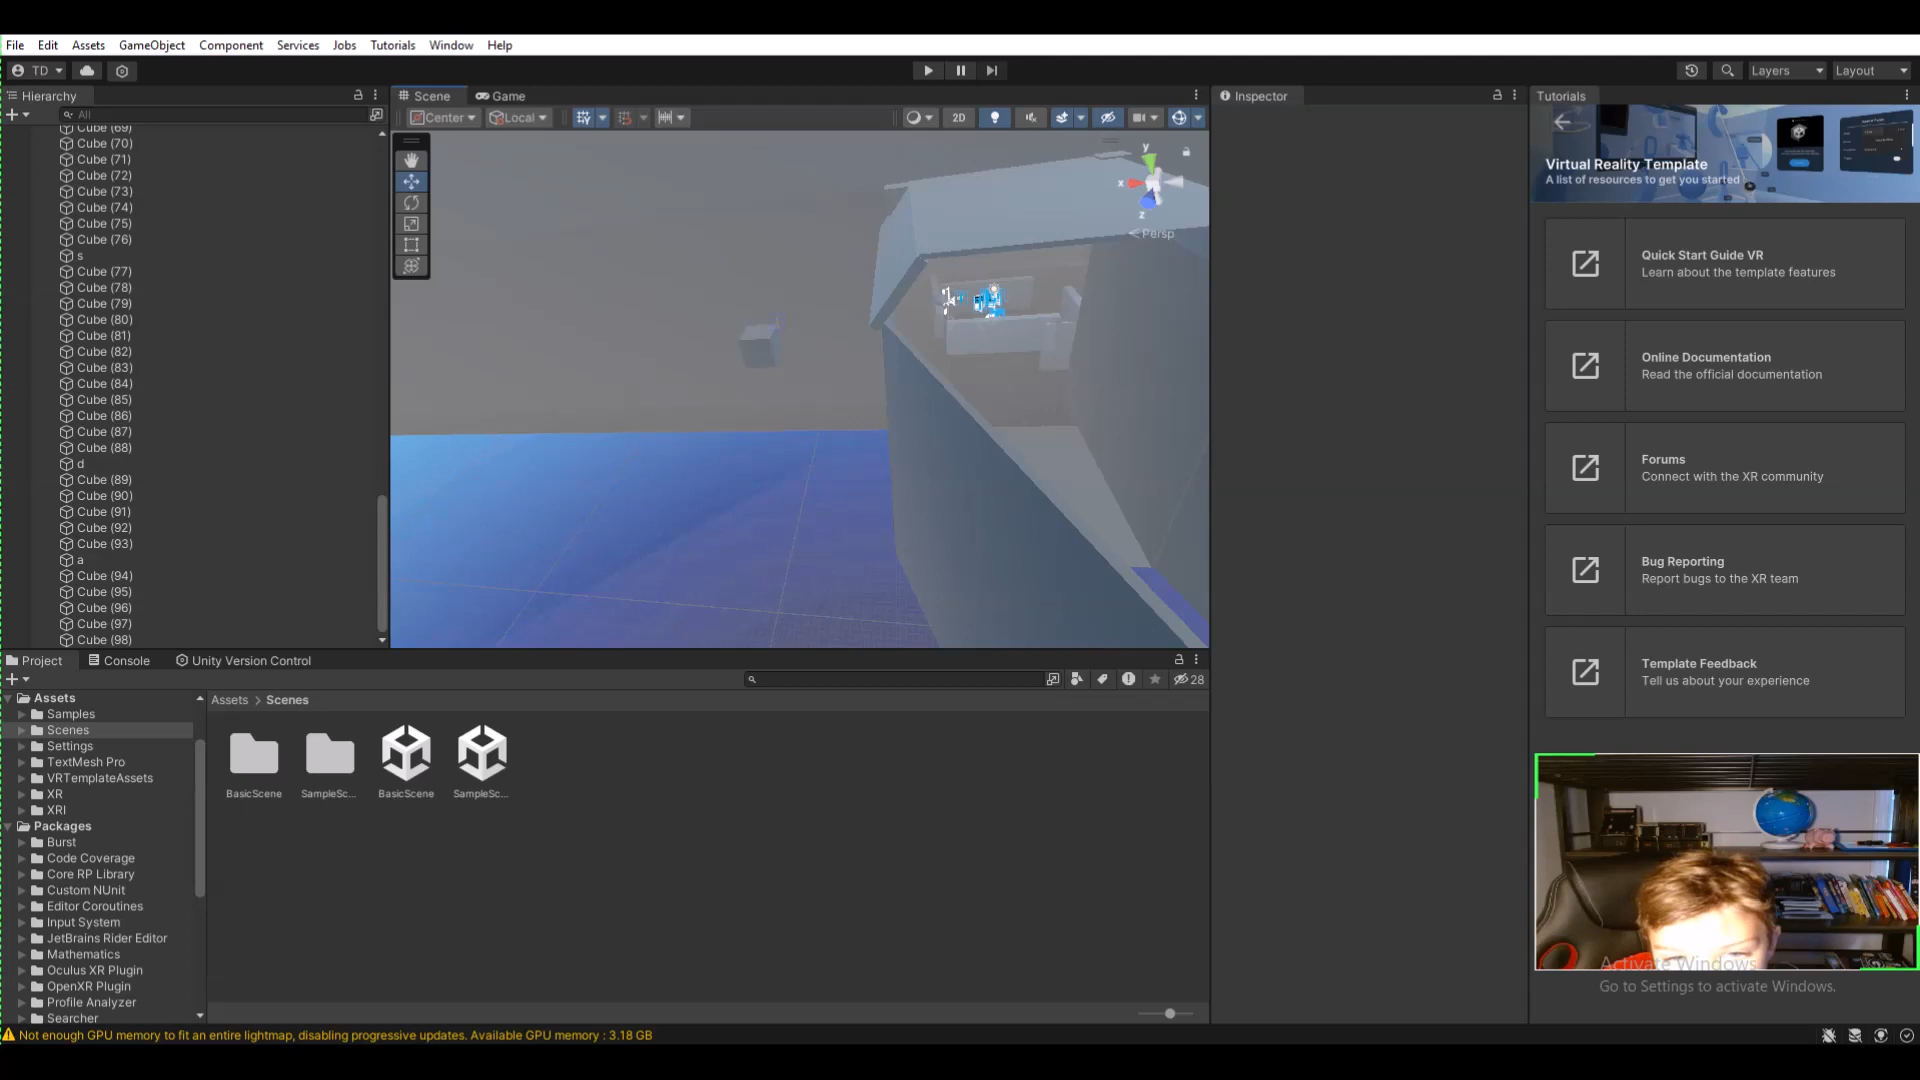 File Edit Assets GameObject Component Services Jobs Tutorials Window Help
TD
Layers
Layout
Hierarchy
All
Cube (69)
Cube (70)
Cube (71)
Cube (72)
Cube (73)
Cube (74)
Cube (75)
Cube (76)
s
Cube (77)
Cube (78)
Cube (79)
Cube (80)
Cube (81)
Cube (82)
Cube (83)
Cube (84)
Cube (85)
Cube (86)
Cube (87)
Cube (88)
d
Cube (89)
Cube (90)
Cube (91)
Cube (92)
Cube (93)
a
Cube (94)
Cube (95)
Cube (96)
Cube (97)
Cube (98)
Scene Game
Center Local
2D
y
x
z
Persp
Inspector
Tutorials
Virtual Reality Template
A list of resources to get you started
Quick Start Guide VR
Learn about the template features
Online Documentation
Read the official documentation
Forums
Connect with the XR community
Bug Reporting
Report bugs to the XR team
Template Feedback
Tell us about your experience
Project Console Unity Version Control
28
Assets
Samples
Scenes
Settings
TextMesh Pro
VRTemplateAssets
XR
XRI
Packages
Burst
Code Coverage
Core RP Library
Custom NUnit
Editor Coroutines
Input System
JetBrains Rider Editor
Mathematics
Oculus XR Plugin
OpenXR Plugin
Profile Analyzer
Searcher
Assets > Scenes
BasicScene SampleSc... BasicScene SampleSc...
Activate Windows
Go to Settings to activate Windows.
Not enough GPU memory to fit an entire lightmap, disabling progressive updates. Available GPU memory : 3.18 GB